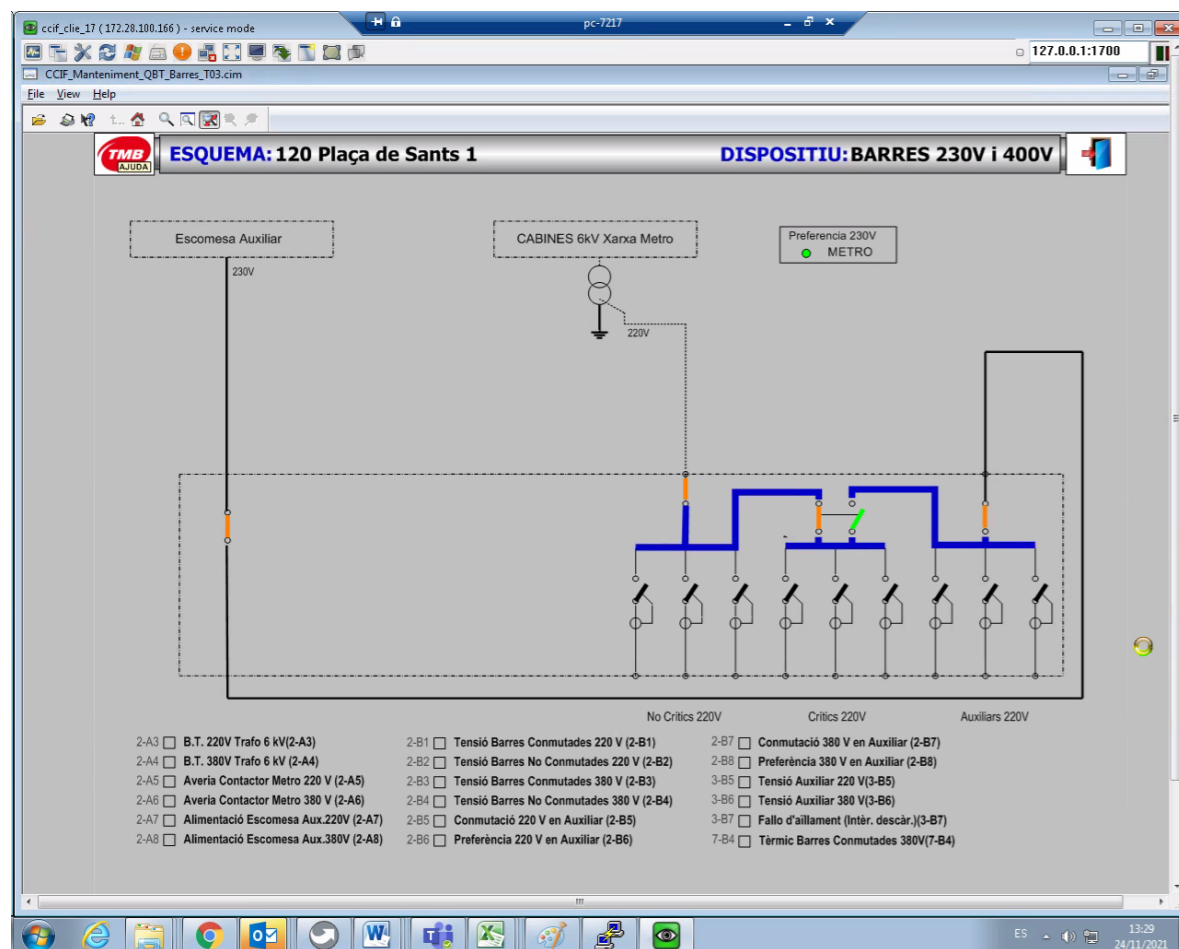 ccif_clie_17 ( 172.28.100.166 ) - service mode
pc-7217
127.0.0.1:1700
CCIF_Manteniment_QBT_Barres_T03.cim
File View Help
TMB
AJUDA
ESQUEMA: 120 Plaça de Sants 1
DISPOSITIU: BARRES 230V i 400V
Escomesa Auxiliar
CABINES 6kV Xarxa Metro
Preferencia 230V
METRO
230V
220V
No Crítics 220V
Crítics 220V
Auxiliars 220V
2-A3 B.T. 220V Trafo 6 kV(2-A3)
2-A4 B.T. 380V Trafo 6 kV (2-A4)
2-A5 Averia Contactor Metro 220 V (2-A5)
2-A6 Averia Contactor Metro 380 V (2-A6)
2-A7 Alimentació Escomesa Aux.220V (2-A7)
2-A8 Alimentació Escomesa Aux.380V (2-A8)
2-B1 Tensió Barres Conmutades 220 V (2-B1)
2-B2 Tensió Barres No Conmutades 220 V (2-B2)
2-B3 Tensió Barres Conmutades 380 V (2-B3)
2-B4 Tensió Barres No Conmutades 380 V (2-B4)
2-B5 Conmutació 220 V en Auxiliar (2-B5)
2-B6 Preferència 220 V en Auxiliar (2-B6)
2-B7 Conmutació 380 V en Auxiliar (2-B7)
2-B8 Preferència 380 V en Auxiliar (2-B8)
3-B5 Tensió Auxiliar 220 V(3-B5)
3-B6 Tensió Auxiliar 380 V(3-B6)
3-B7 Fallo d'aïllament (Intèr. descàr.)(3-B7)
7-B4 Tèrmic Barres Conmutades 380V(7-B4)
ES
13:29
24/11/2021